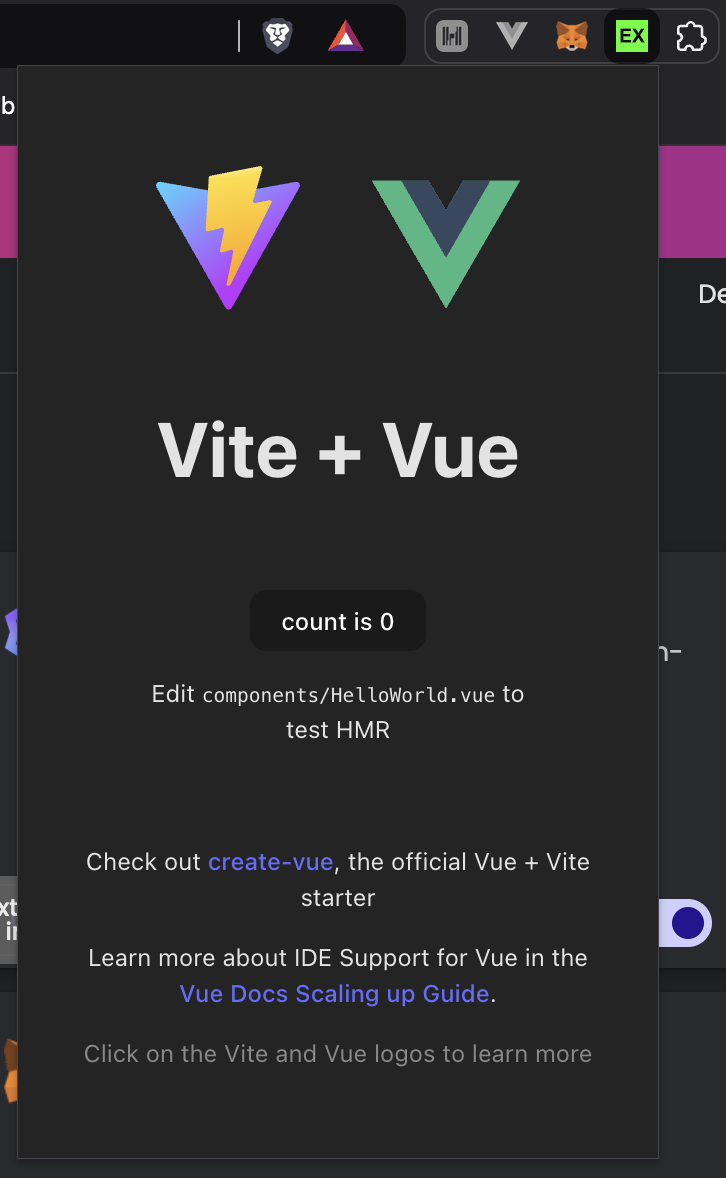 EX
b
De
Vite + Vue
count is 0
Edit components/HelloWorld.vue to
test HMR
n-
Check out create-vue, the official Vue + Vite
starter
xt
in
Learn more about IDE Support for Vue in the
Vue Docs Scaling up Guide.
Click on the Vite and Vue logos to learn more